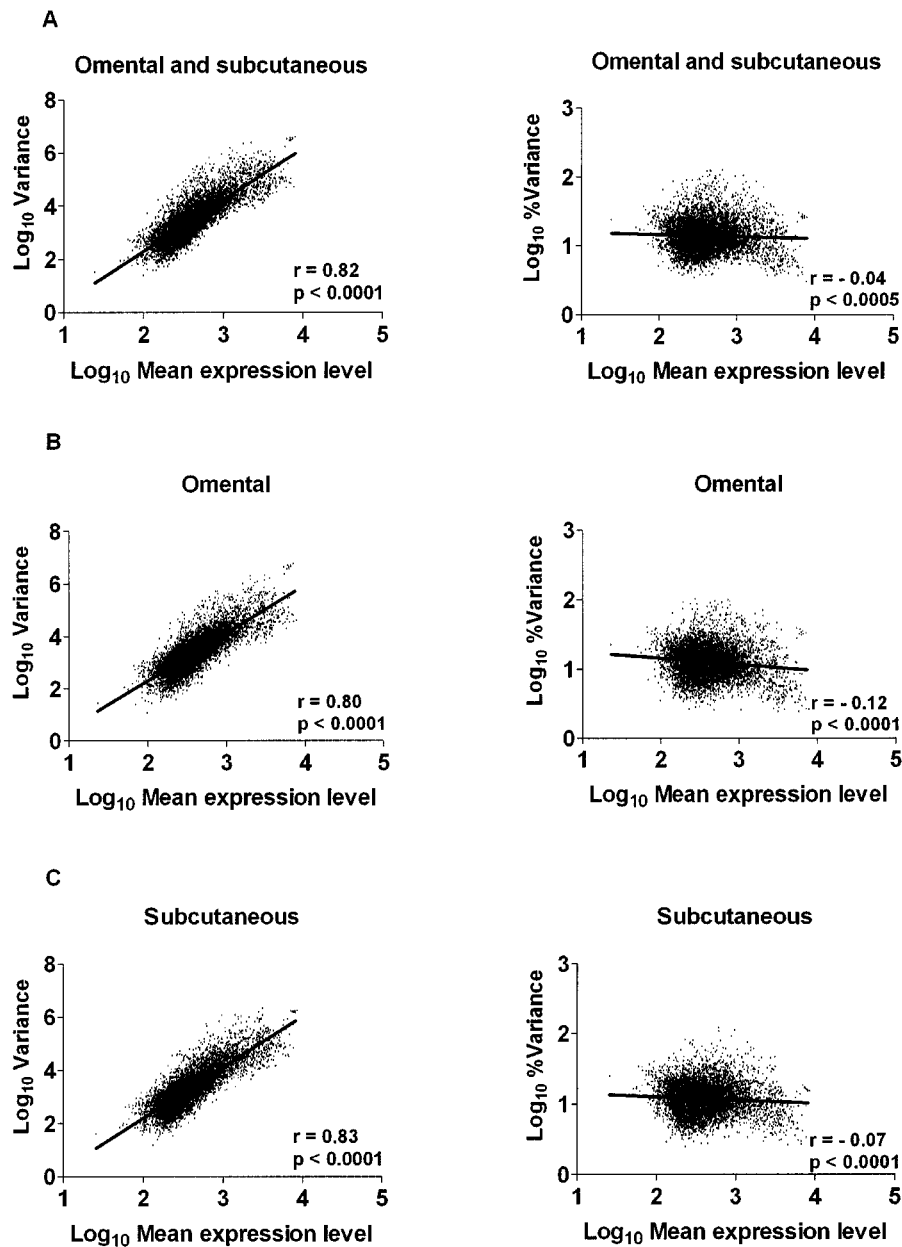 A
Omental and subcutaneous
8
6
4
2
0
Log10 Variance
r = 0.82
p < 0.0001
1 2 3 4 5
Log10 Mean expression level
Omental and subcutaneous
3
2
1
0
Log10 %Variance
r = - 0.04
p < 0.0005
1 2 3 4 5
Log10 Mean expression level
B
Omental
8
6
4
2
0
Log10 Variance
r = 0.80
p < 0.0001
1 2 3 4 5
Log10 Mean expression level
Omental
3
2
1
0
Log10 %Variance
r = - 0.12
p < 0.0001
1 2 3 4 5
Log10 Mean expression level
C
Subcutaneous
8
6
4
2
0
Log10 Variance
r = 0.83
p < 0.0001
1 2 3 4 5
Log10 Mean expression level
Subcutaneous
3
2
1
0
Log10 %Variance
r = - 0.07
p < 0.0001
1 2 3 4 5
Log10 Mean expression level